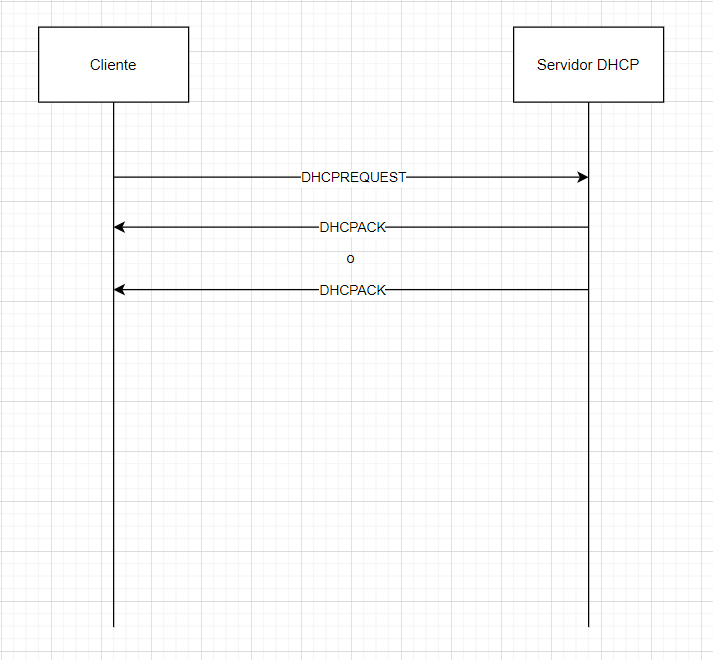 Cliente
Servidor DHCP
DHCPREQUEST
DHCPACK
o
DHCPACK